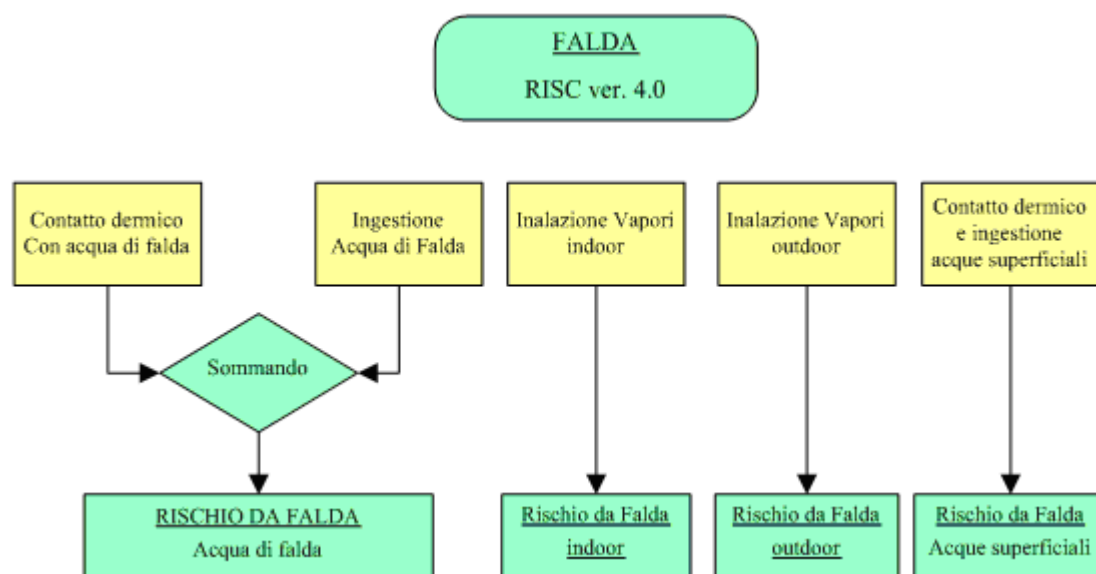 FALDA
RISC ver. 4.0
Contatto dermico
Con acqua di falda
Ingestione
Acqua di Falda
Inalazione Vapori
indoor
Inalazione Vapori
outdoor
Contatto dermico
e ingestione
acque superficiali
Sommando
RISCHIO DA FALDA
Acqua di falda
Rischio da Falda
indoor
Rischio da Falda
outdoor
Rischio da Falda
Acque superficiali